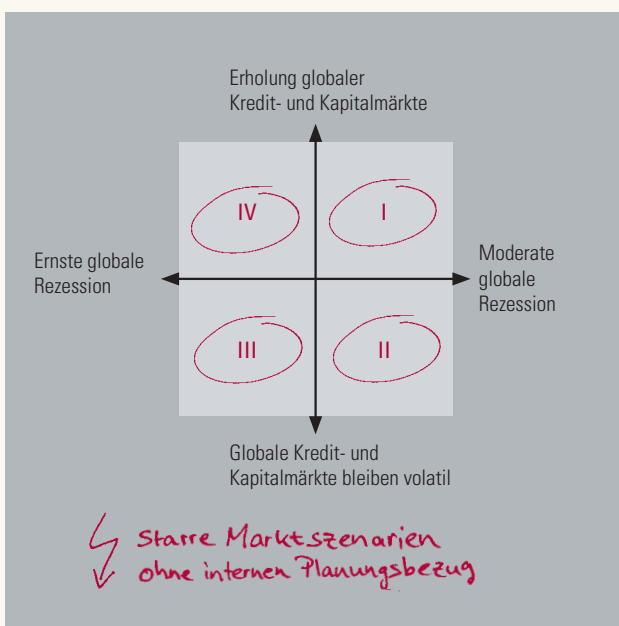 Erholung globaler
Kredit- und Kapitalmärkte
IV
I
Ernste globale
Rezession
Moderate
globale
Rezession
III
II
Globale Kredit- und
Kapitalmärkte bleiben volatil
Starre Marktszenarien
ohne internen Planungsbezug